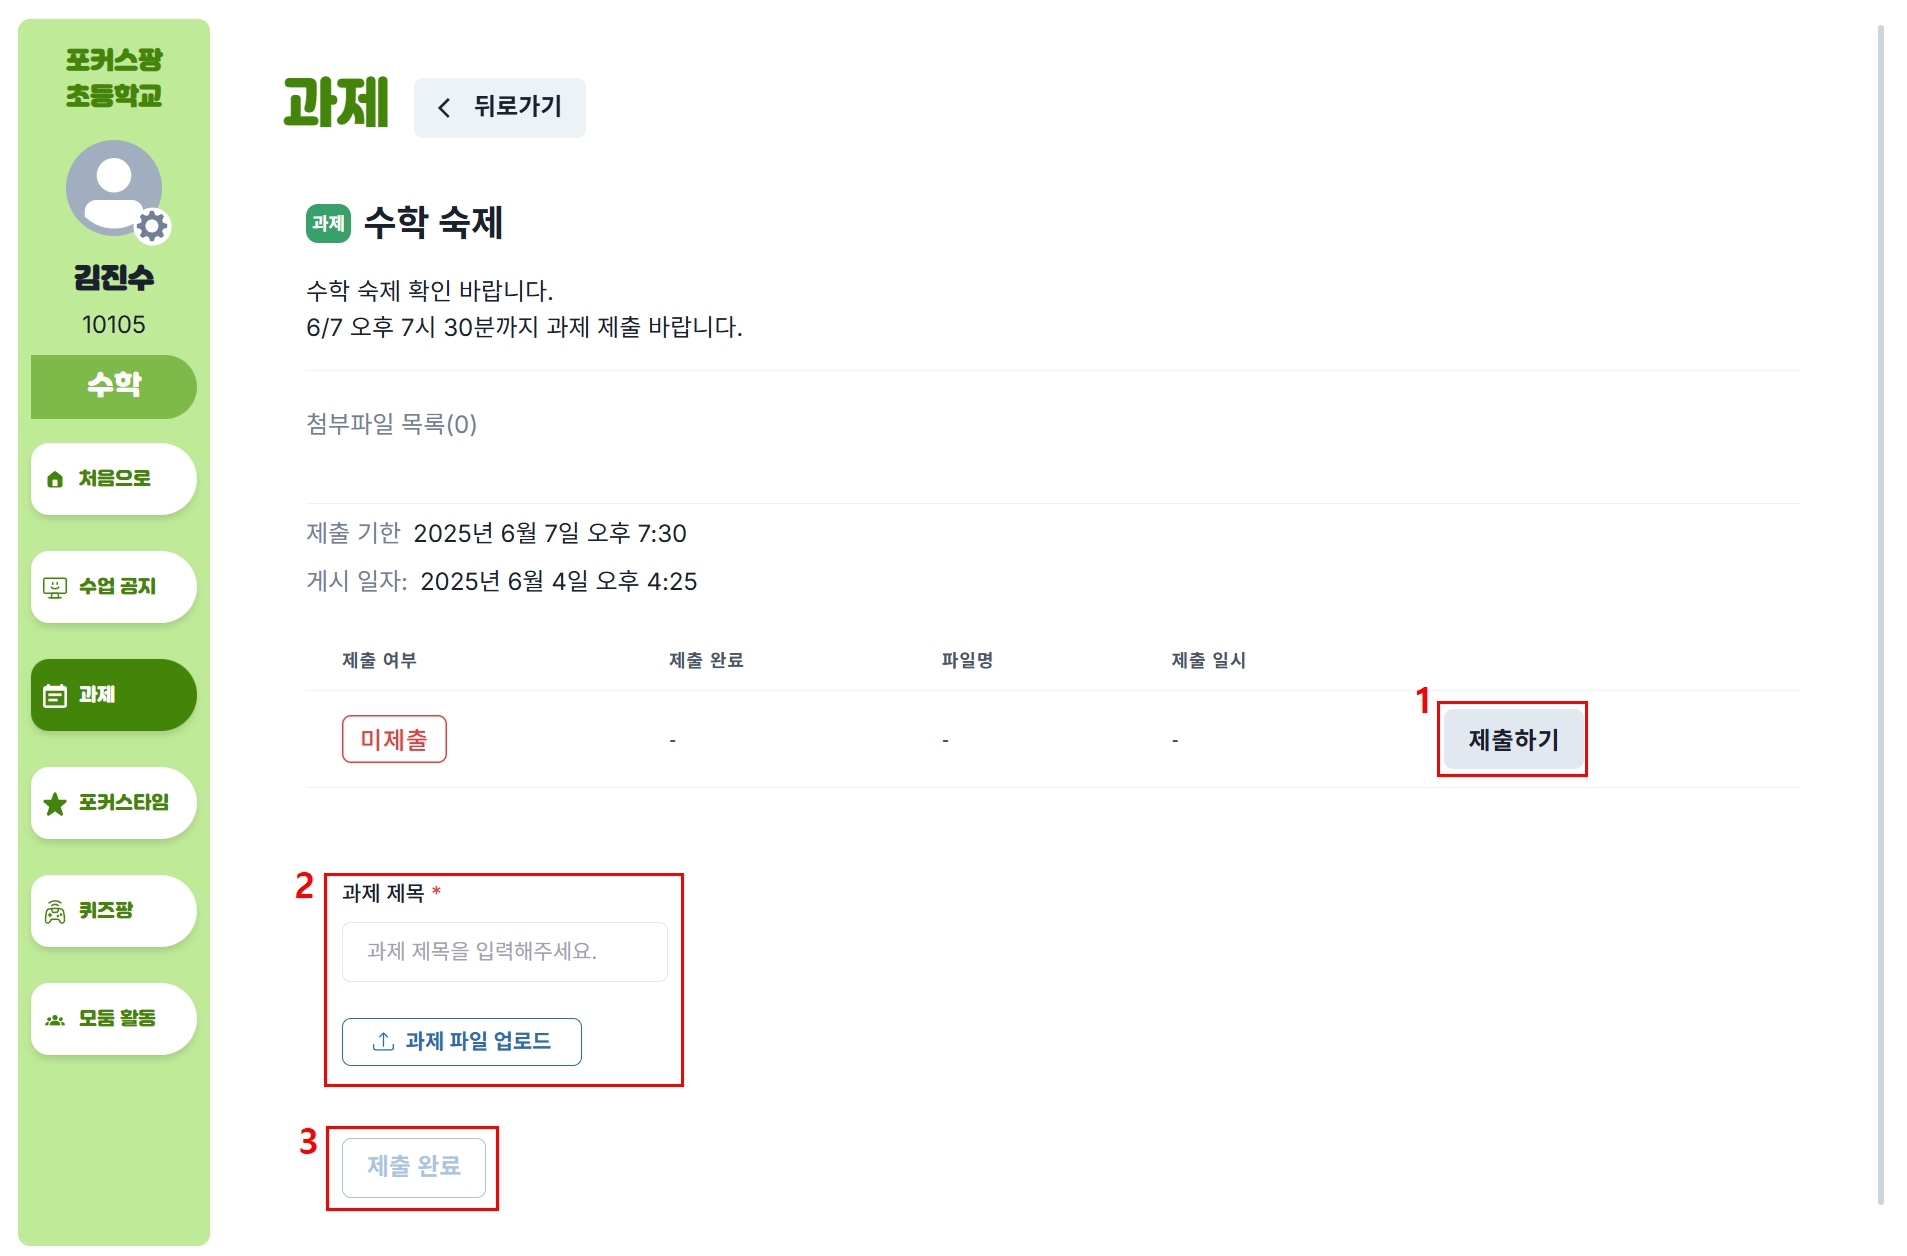 포커스팡
초등학교
김진수
10105
수학
처음으로
수업 공지
과제
포커스타임
퀴즈팡
모둠 활동
과제
뒤로가기
과제 수학 숙제
수학 숙제 확인 바랍니다.
6/7 오후 7시 30분까지 과제 제출 바랍니다.
첨부파일 목록(0)
제출 기한 2025년 6월 7일 오후 7:30
게시 일자: 2025년 6월 4일 오후 4:25
제출 여부 제출 완료 파일명 제출 일시
미제출 - - - 1 제출하기
2 과제 제목 *
과제 제목을 입력해주세요.
과제 파일 업로드
3 제출 완료